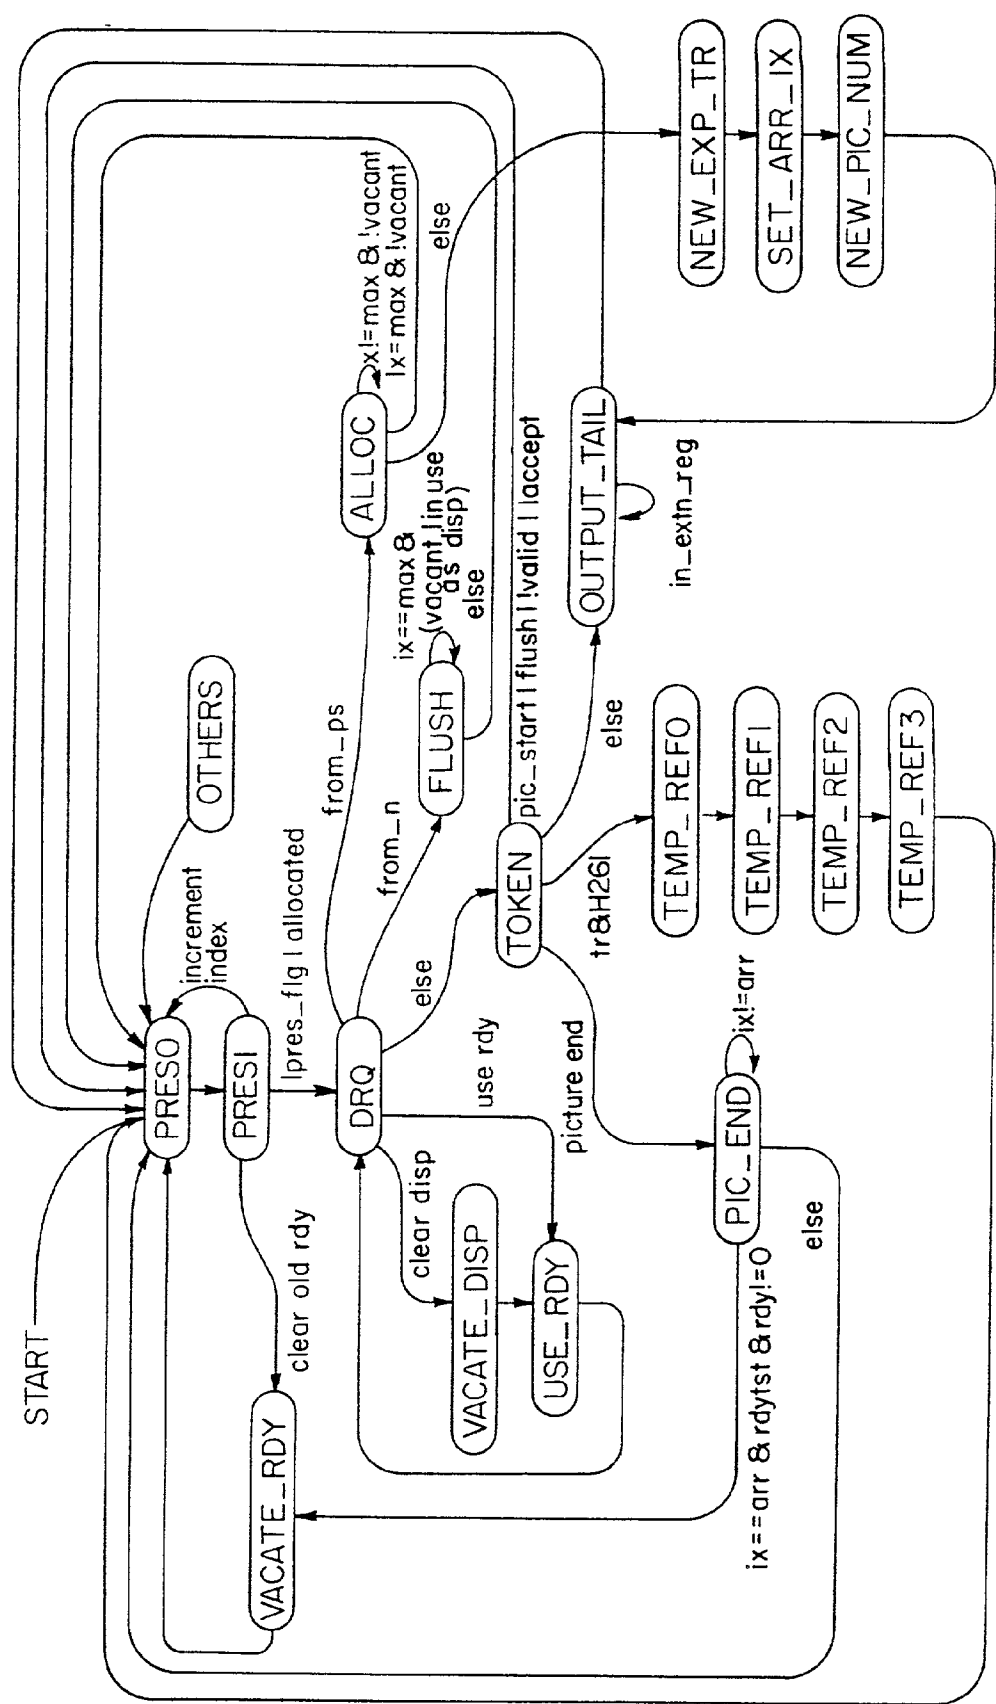 START
PRES0
OTHERS
increment
index
PRES1
clear old rdy
!pres_flg | allocated
VACATE_RDY
DRQ
from_ps
ALLOC
x!=max & !vacant
!x=max & !vacant
else
from_n
FLUSH
ix==max &
(vacant | in use
as disp)
else
else
clear disp
use rdy
VACATE_DISP
USE_RDY
TOKEN
pic_start | flush | !valid | !accept
picture end
tr&H261
else
OUTPUT_TAIL
in_extn_reg
NEW_EXP_TR
SET_ARR_IX
NEW_PIC_NUM
TEMP_REF0
TEMP_REF1
TEMP_REF2
TEMP_REF3
PIC_END
ix!=arr
ix==arr & rdytst & rdy!=0
else